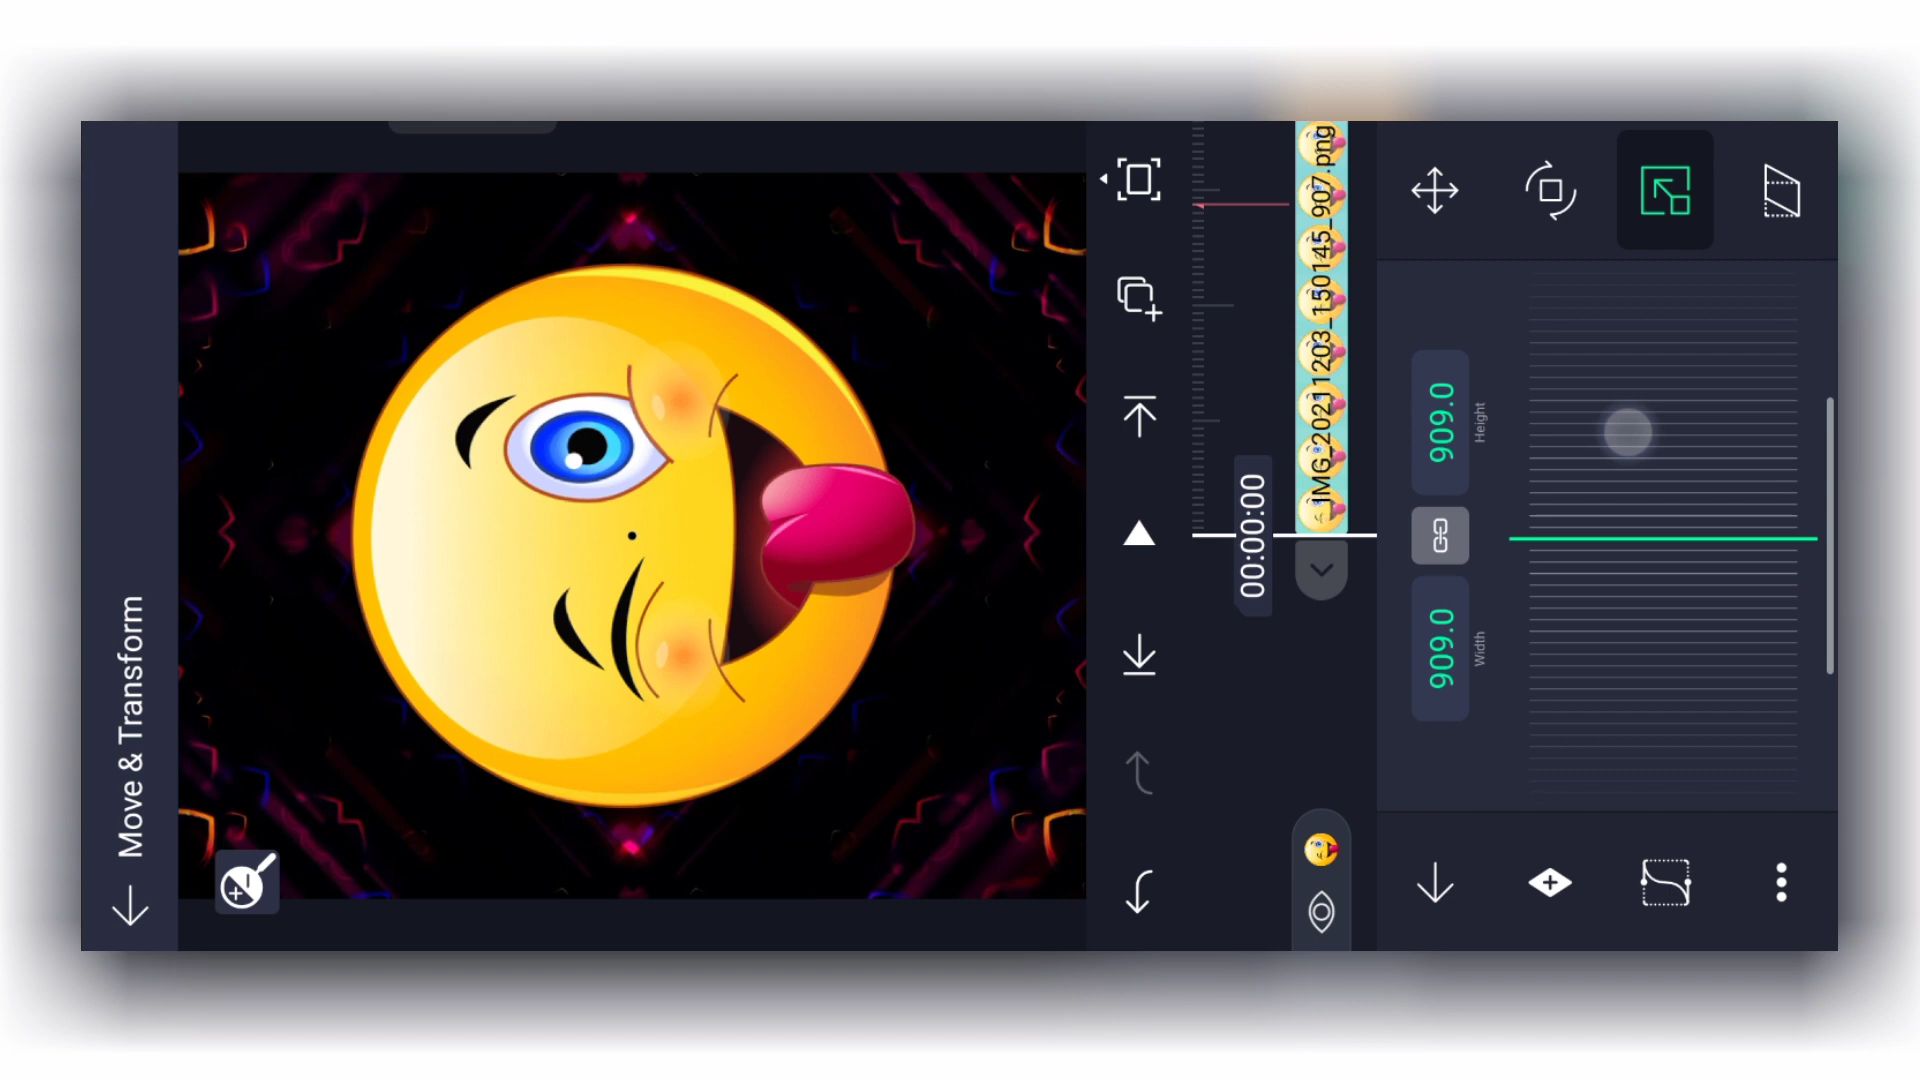 Move & Transform
00:00:00
IMG_20211203_150145_907.png
909.0
Width
909.0
Height